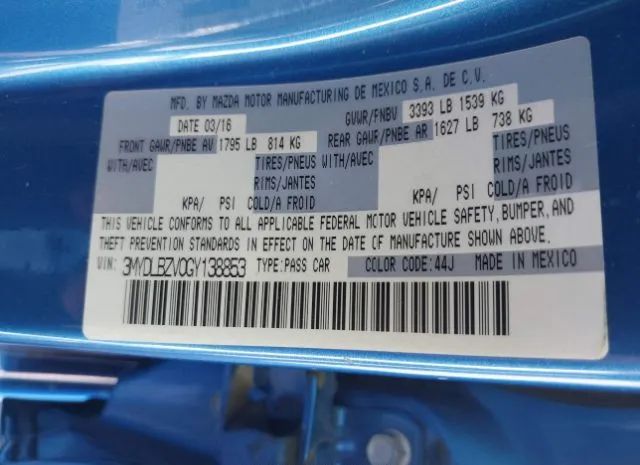 MFD. BY MAZDA MOTOR MANUFACTURING DE MEXICO S.A. DE C.V.
DATE 03/16 GVWR/PNBV 3393 LB 1539 KG
FRONT GAWR/PNBE AV 1795 LB 814 KG REAR GAWR/PNBE AR 1627 LB 738 KG
WITH/AVEC TIRES/PNEUS WITH/AVEC TIRES/PNEUS
RIMS/JANTES RIMS/JANTES
KPA/ PSI COLD/A FROID KPA/ PSI COLD/A FROID
THIS VEHICLE CONFORMS TO ALL APPLICABLE FEDERAL MOTOR VEHICLE SAFETY, BUMPER, AND
THEFT PREVENTION STANDARDS IN EFFECT ON THE DATE OF MANUFACTURE SHOWN ABOVE.
VIN: 3MYDLBZV0GY138853 TYPE:PASS CAR COLOR CODE:44J MADE IN MEXICO